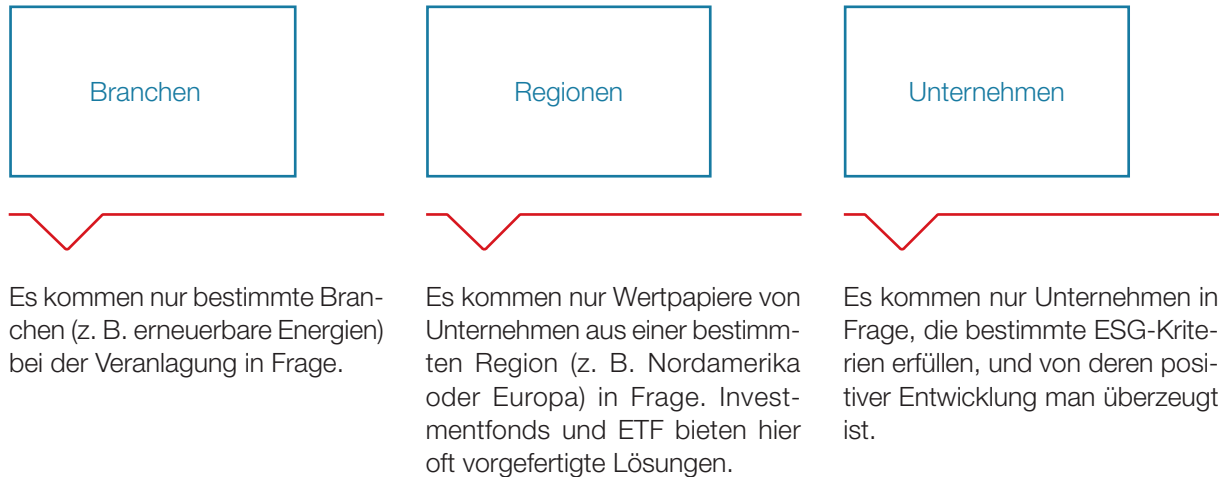 Branchen
Es kommen nur bestimmte Bran-
chen (z. B. erneuerbare Energien)
bei der Veranlagung in Frage.
Regionen
Es kommen nur Wertpapiere von
Unternehmen aus einer bestimm-
ten Region (z. B. Nordamerika
oder Europa) in Frage. Invest-
mentfonds und ETF bieten hier
oft vorgefertigte Lösungen.
Unternehmen
Es kommen nur Unternehmen in
Frage, die bestimmte ESG-Krite-
rien erfüllen, und von deren posi-
tiver Entwicklung man überzeugt
ist.